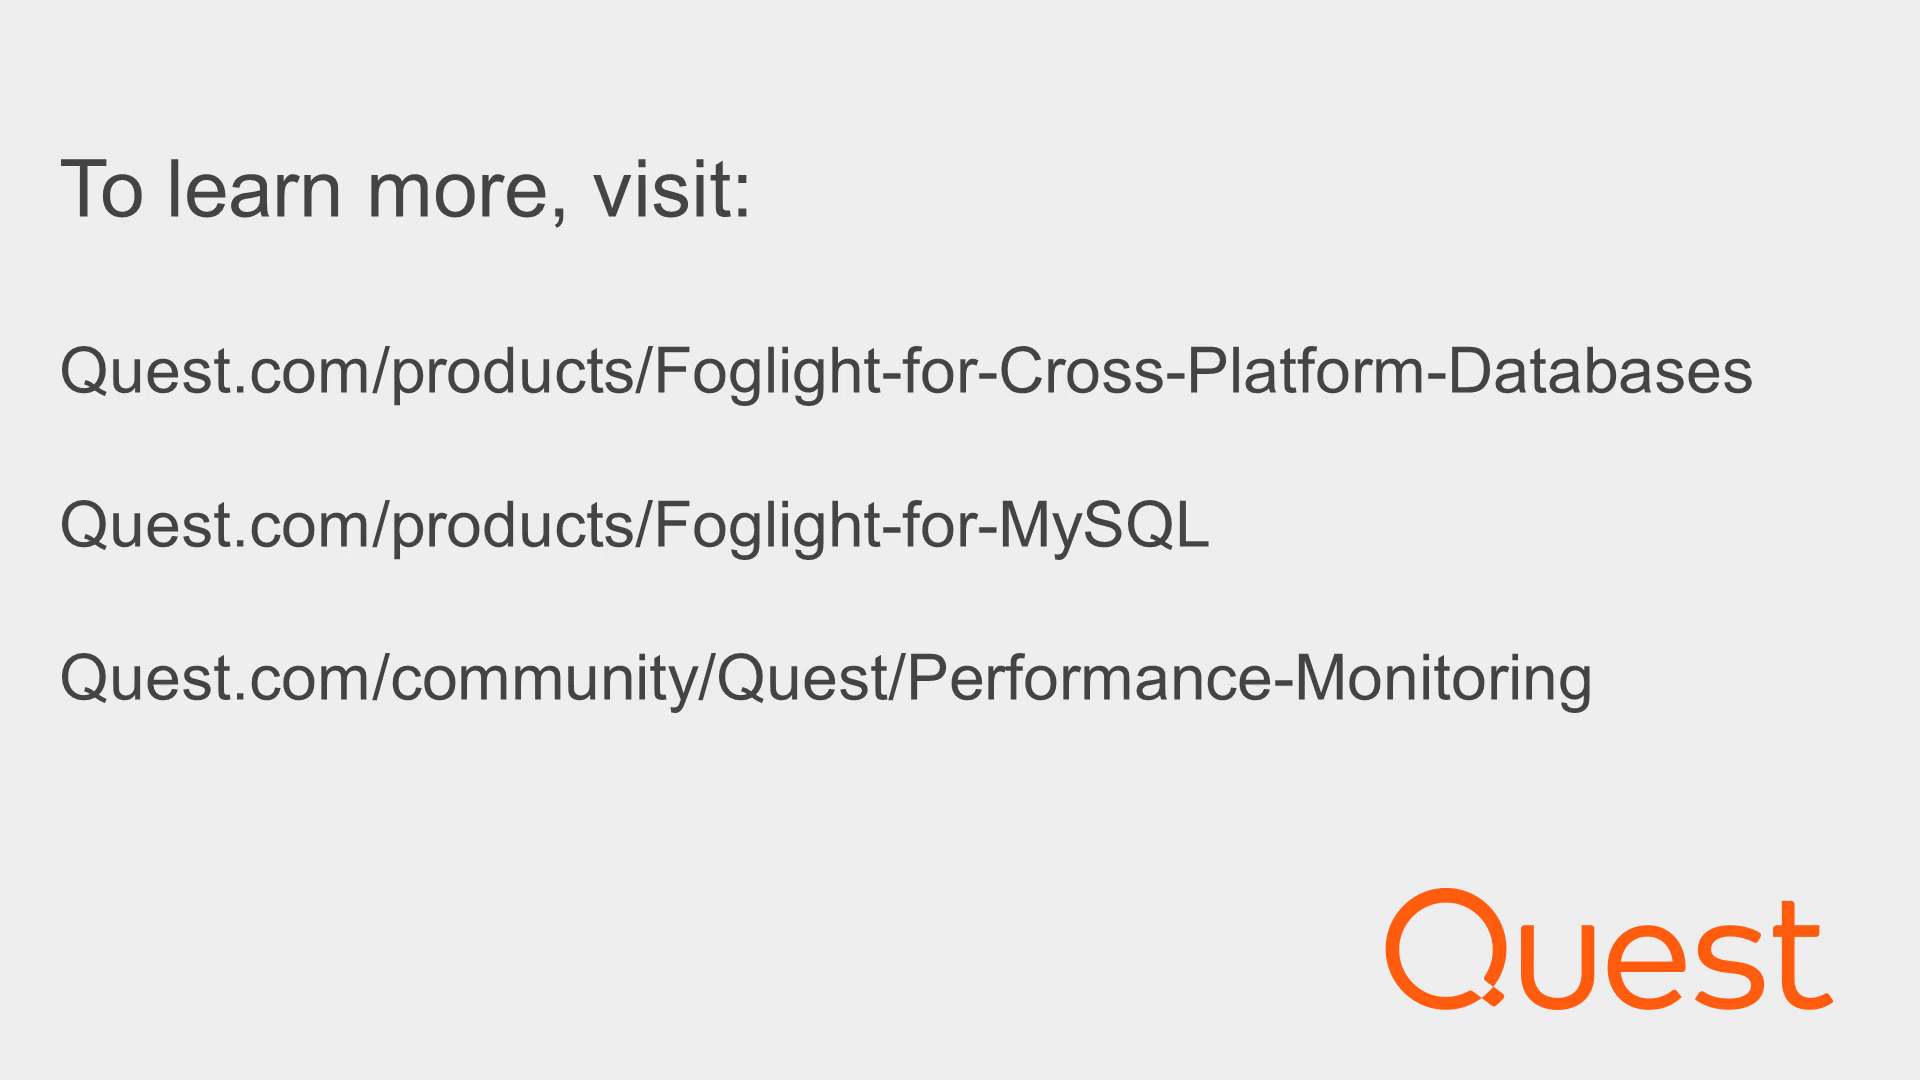 To learn more, visit:
Quest.com/products/Foglight-for-Cross-Platform-Databases
Quest.com/products/Foglight-for-MySQL
Quest.com/community/Quest/Performance-Monitoring
Quest